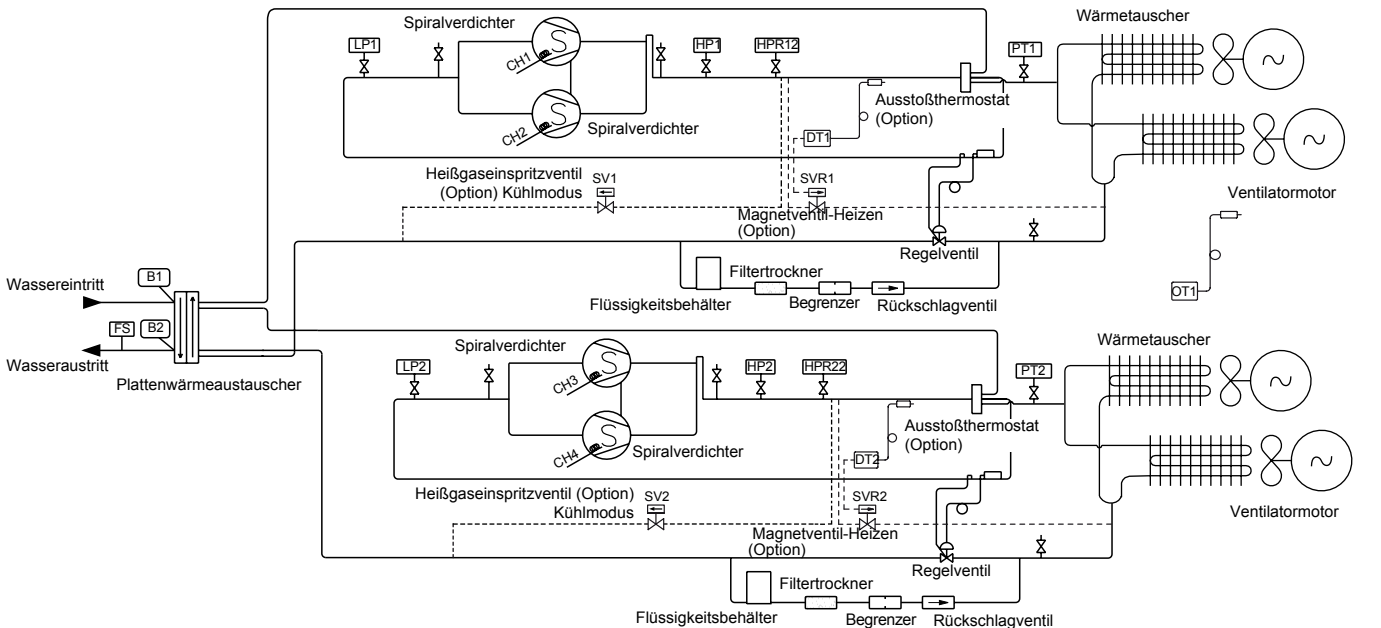 Spiralverdichter
Wärmetauscher
LP1
CH1
HP1
HPR12
PT1
CH2
Spiralverdichter
Ausstoßthermostat
(Option)
DT1
Heißgaseinspritzventil
(Option) Kühlmodus
SV1
SVR1
Ventilatormotor
Magnetventil-Heizen
(Option)
Regelventil
Wassereintritt
B1
Filtertrockner
Flüssigkeitsbehälter
Begrenzer
Rückschlagventil
OT1
FS
B2
Wasseraustritt
Plattenwärmeaustauscher
Spiralverdichter
Wärmetauscher
LP2
CH3
HP2
HPR22
PT2
CH4
Spiralverdichter
Ausstoßthermostat
(Option)
DT2
Heißgaseinspritzventil (Option)
Kühlmodus
SV2
SVR2
Ventilatormotor
Magnetventil-Heizen
(Option)
Regelventil
Filtertrockner
Flüssigkeitsbehälter
Begrenzer
Rückschlagventil